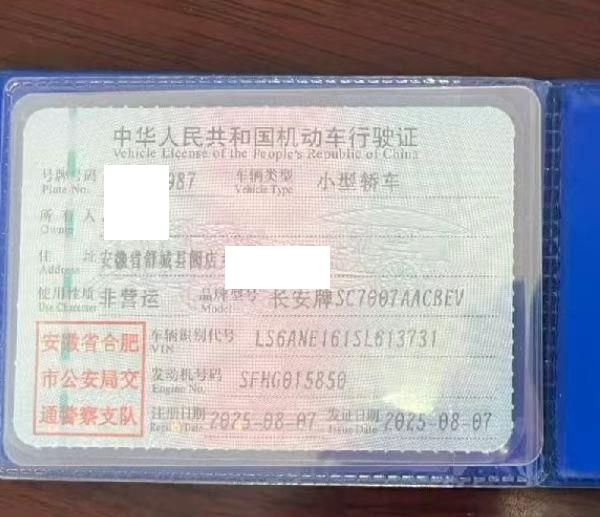 中华人民共和国机动车行驶证
Vehicle License of the People's Republic of China
号牌号码 987 车辆类型 小型轿车
Plate No. Vehicle Type
所有人
Owner
住址 安徽省舒城县阙店
Address
使用性质 非营运 品牌型号 长安牌SC7007AACBEV
Use Character Model
安徽省合肥
市公安局交
通警察支队
车辆识别代号 LS6ANE161SL613731
VIN
发动机号码 SFHG015850
Engine No.
注册日期 2025-08-07 发证日期 2025-08-07
Register Date Issue Date